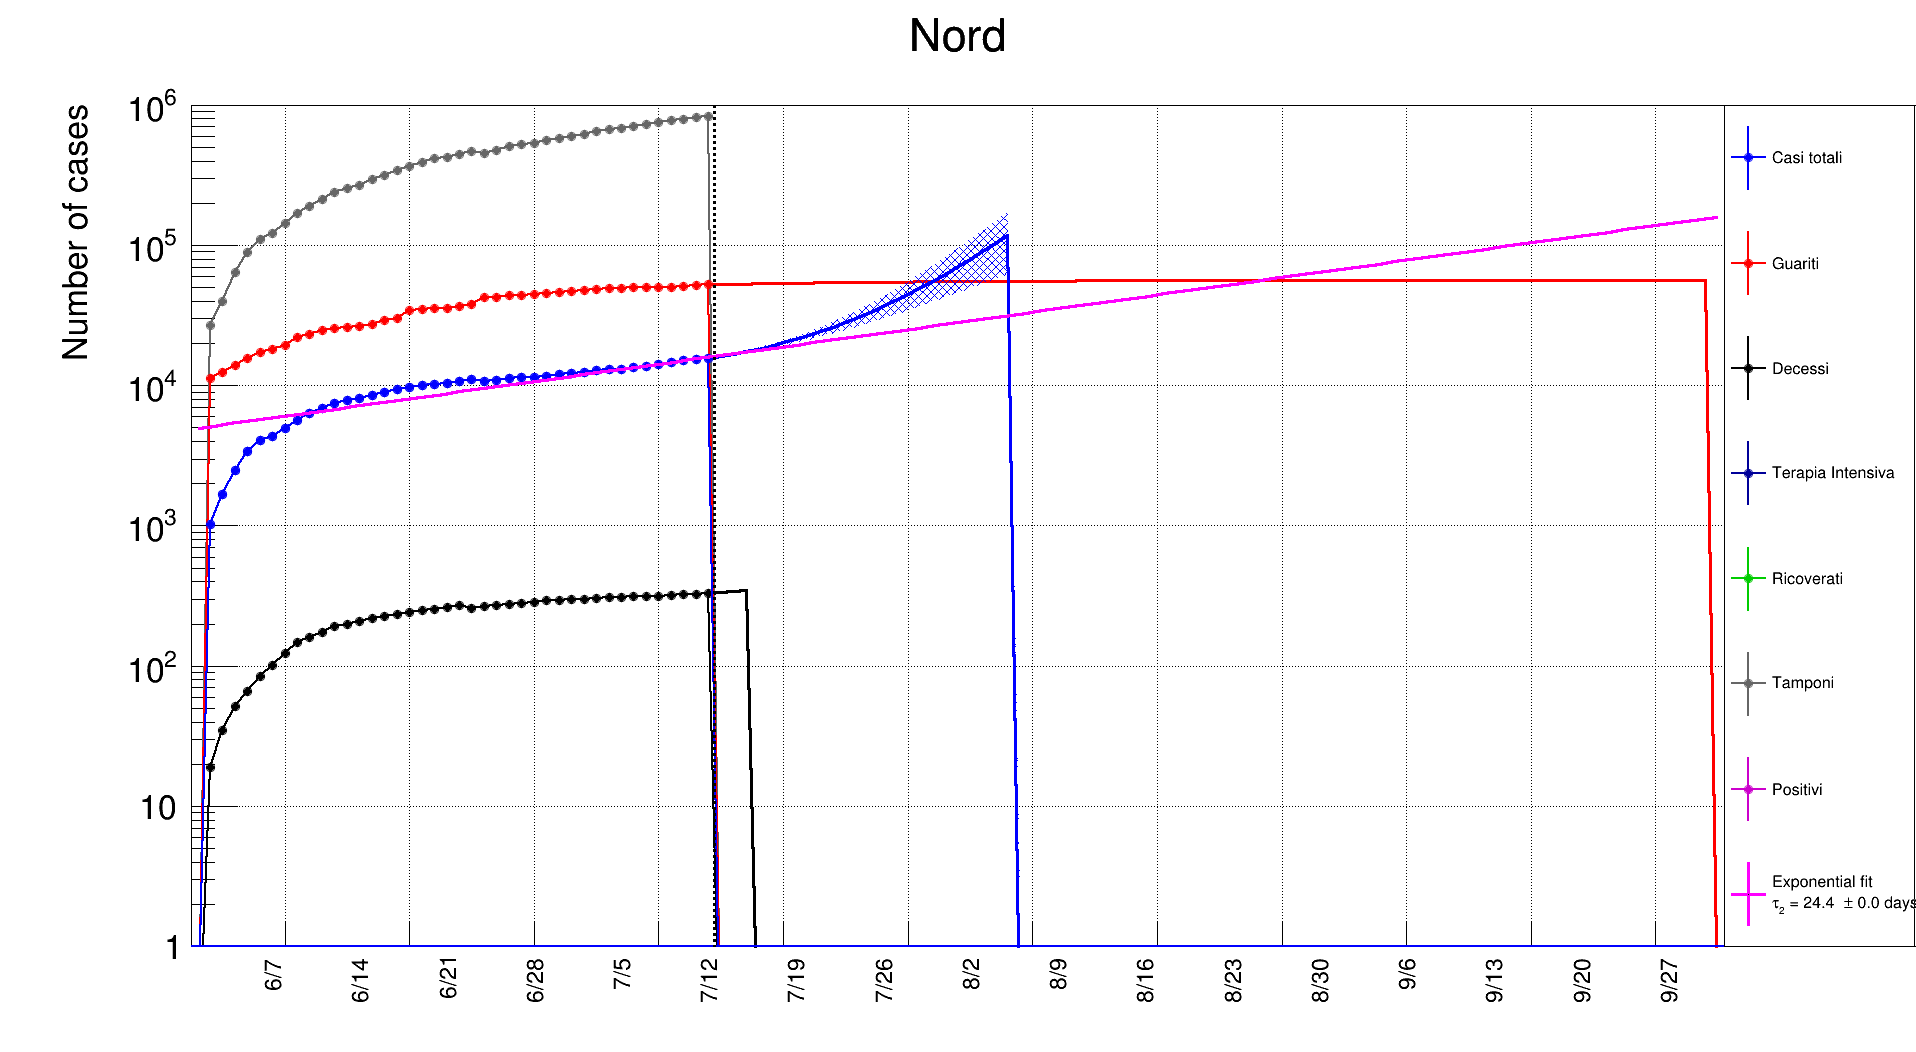 Nord
Number of cases
10^6
10^5
10^4
10^3
10^2
10
1
6/7
6/14
6/21
6/28
7/5
7/12
7/19
7/26
8/2
8/9
8/16
8/23
8/30
9/6
9/13
9/20
9/27
Casi totali
Guariti
Decessi
Terapia Intensiva
Ricoverati
Tamponi
Positivi
Exponential fit
τ_2 = 24.4 ± 0.0 days